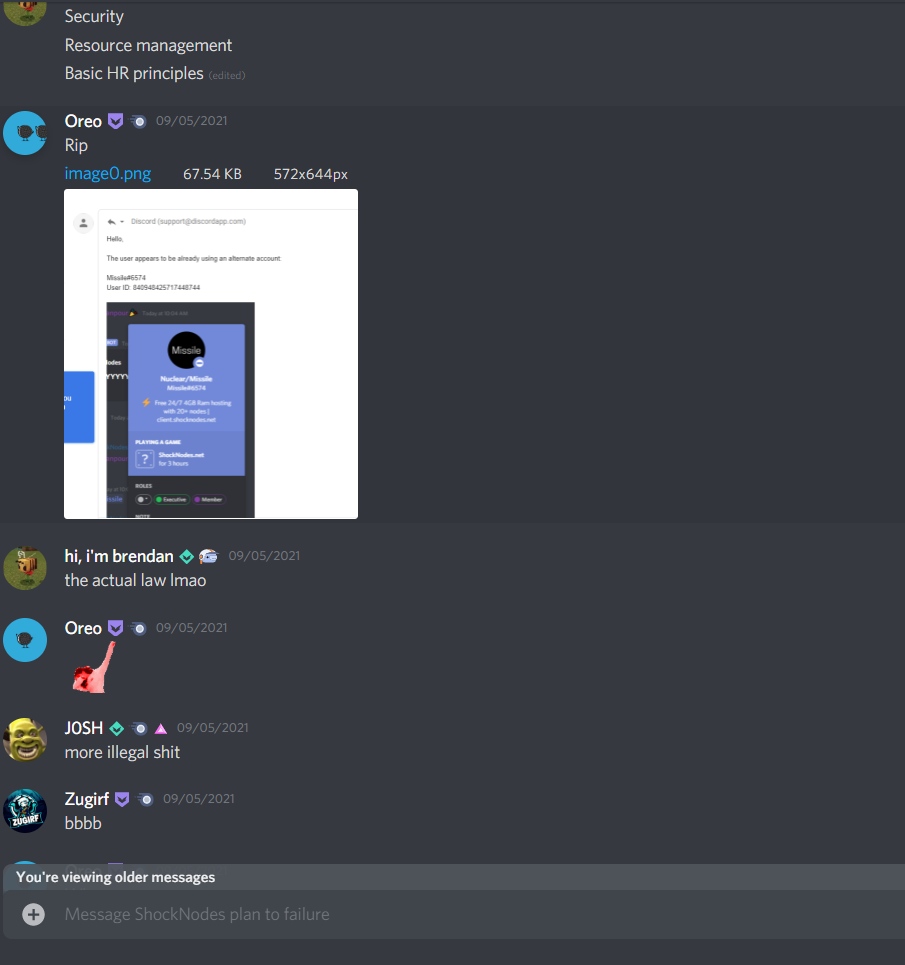 Security
Resource management
Basic HR principles (edited)
Oreo 09/05/2021
Rip
image0.png 67.54 KB 572x644px
Discord (support@discordapp.com)
Hello,
The user appears to be already using an alternate account:
Missile#6574
User ID: 840948425717448744
Today at
Missile
Nuclear/Missile
Missile#6574
Free 24/7 4GB Ram hosting
with 20+ nodes |
client.shocknodes.net
PLAYING A GAME
ShockNodes.net
for 3 hours
ROLES
Executive Member
NOTE
hi, i'm brendan 09/05/2021
the actual law lmao
Oreo 09/05/2021
J0SH 09/05/2021
more illegal shit
Zugirf 09/05/2021
ZUGIRF
bbbb
You're viewing older messages
Message ShockNodes plan to failure